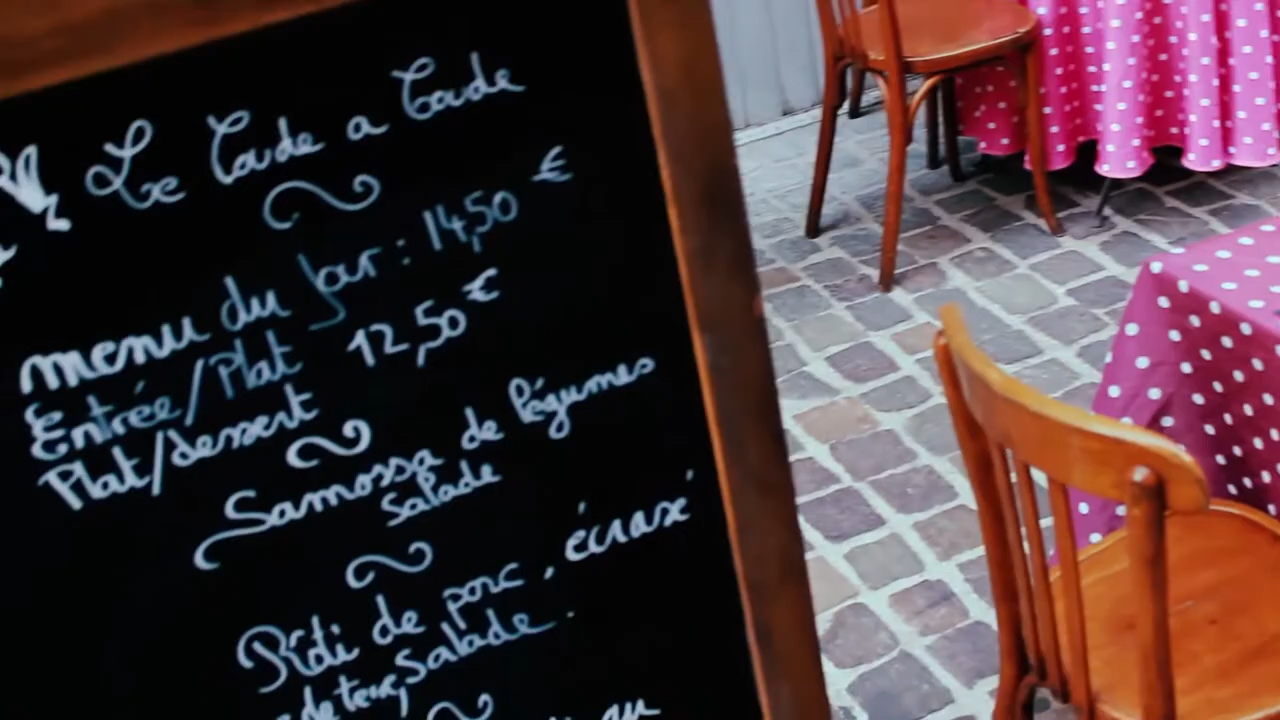 Le Coude a Coude
menu du Jour : 14,50 €
Entrée/Plat 12,50 €
Plat/dessert
Samossa de légumes
Salade
Rôti de porc, écrasé
de terre, Salade.
au